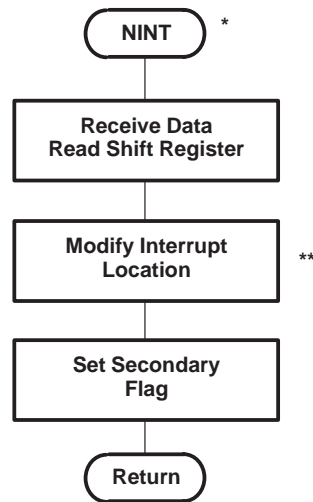 NINT *
Receive Data
Read Shift Register
Modify Interrupt
Location **
Set Secondary
Flag
Return